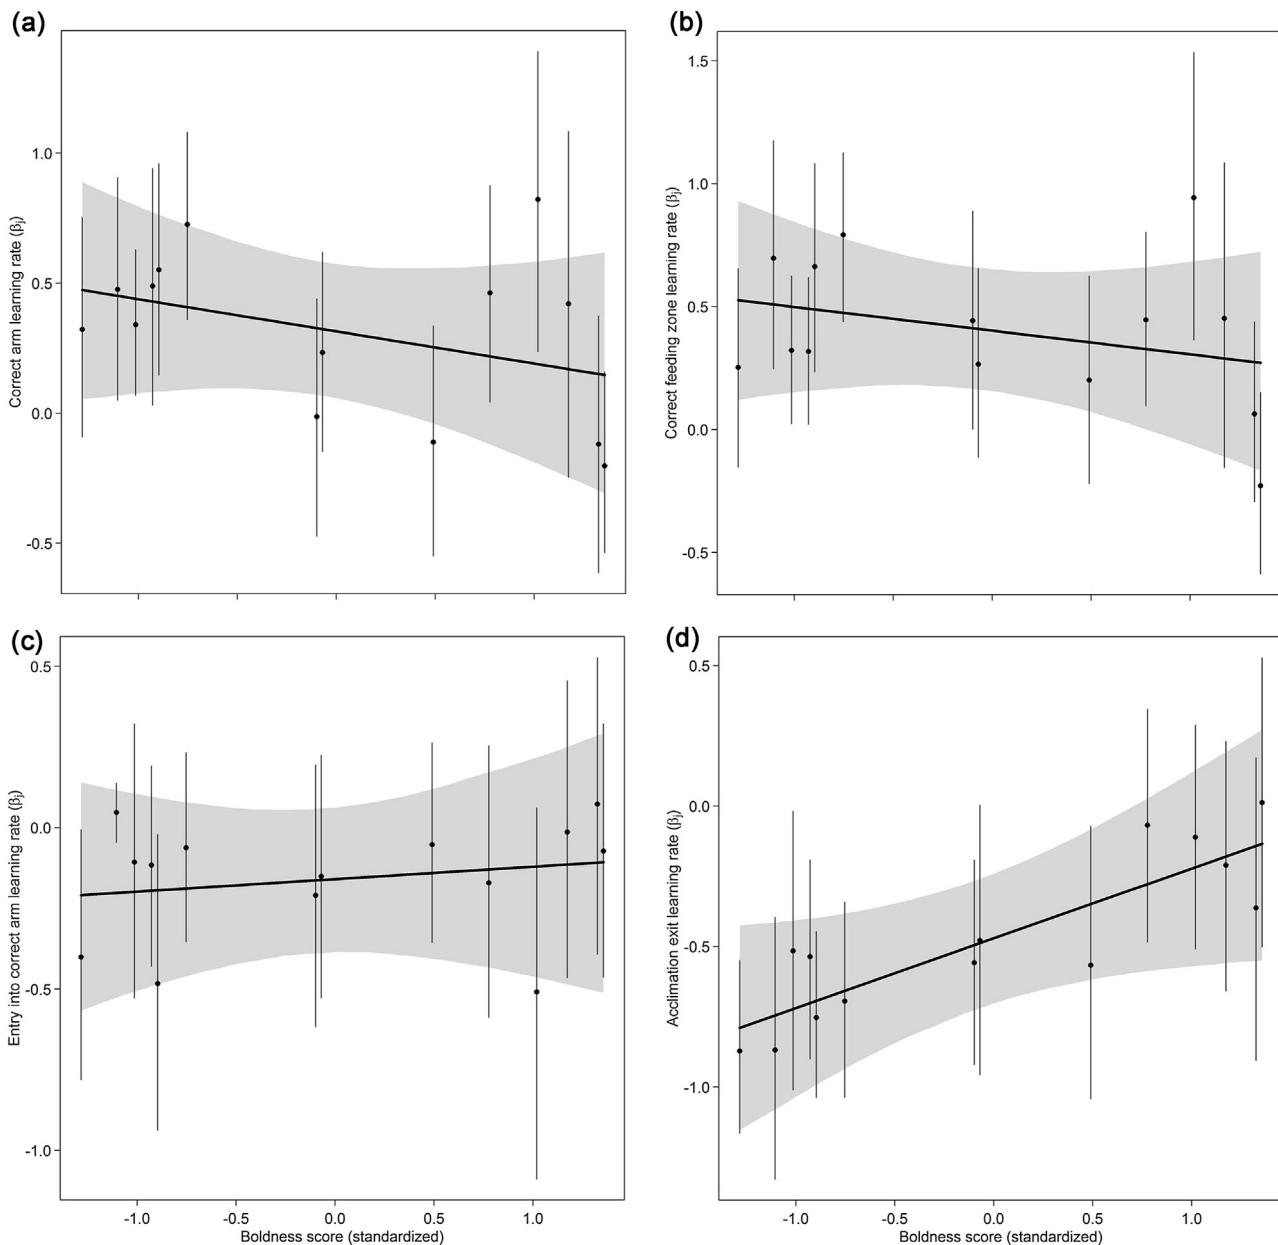 (a)
1.0
0.5
0.0
-0.5
Correct arm learning rate (βj)
(b)
1.5
1.0
0.5
0.0
-0.5
Correct feeding zone learning rate (βj)
(c)
0.5
0.0
-0.5
-1.0
Entry into correct arm learning rate (βj)
-1.0 -0.5 0.0 0.5 1.0
Boldness score (standardized)
(d)
0.5
0.0
-0.5
-1.0
Acclimation exit learning rate (βj)
-1.0 -0.5 0.0 0.5 1.0
Boldness score (standardized)